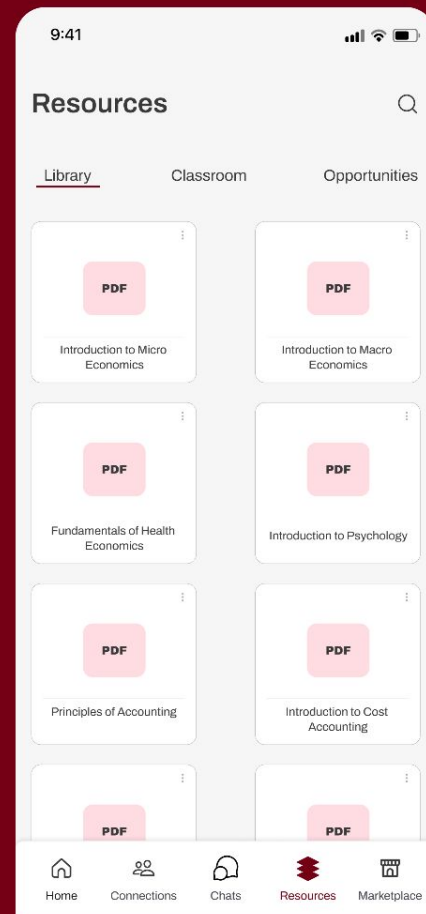 9:41
Resources
Library Classroom Opportunities
PDF PDF
Introduction to Micro
Economics
Introduction to Macro
Economics
PDF PDF
Fundamentals of Health
Economics
Introduction to Psychology
PDF PDF
Principles of Accounting
Introduction to Cost
Accounting
PDF PDF
Home Connections Chats Resources Marketplace